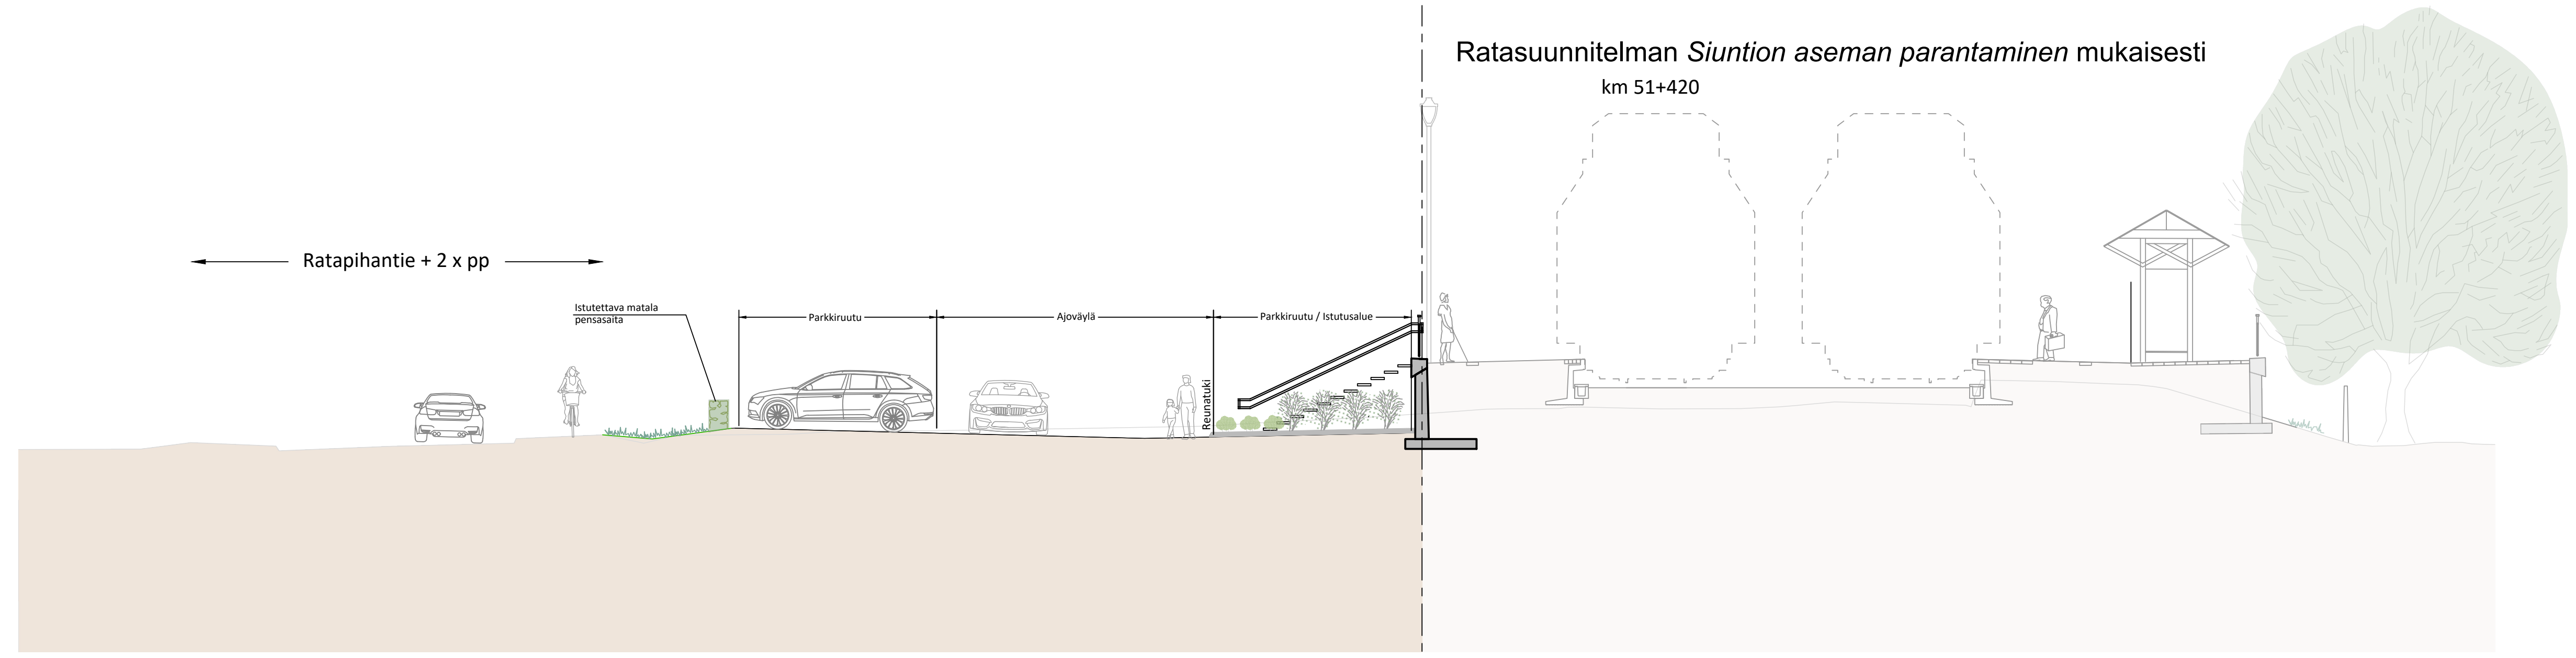 Ratasuunnitelman Siuntion aseman parantaminen mukaisesti
km 51+420
Ratapihantie + 2 x pp
Istutettava matala
pensasaita
Parkkiruutu
Ajoväylä
Parkkiruutu / Istutusalue
Reunatuki